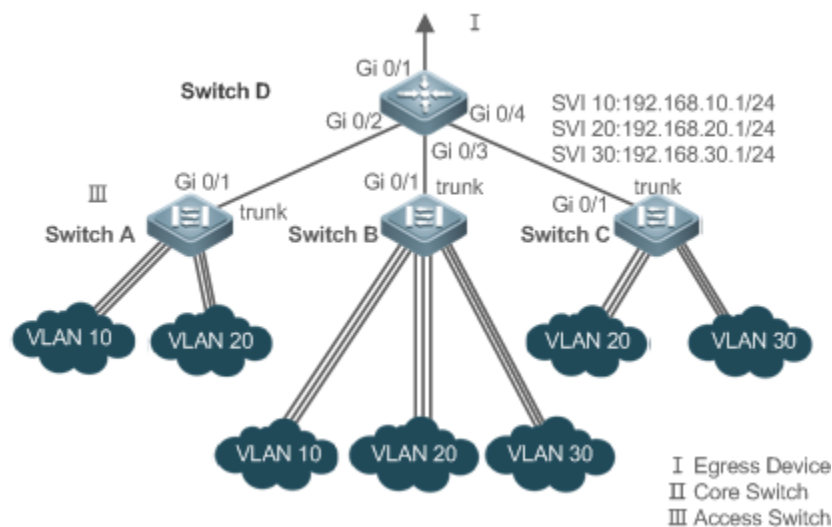 I
Gi 0/1
Switch D
Gi 0/2
Gi 0/4
SVI 10:192.168.10.1/24
SVI 20:192.168.20.1/24
SVI 30:192.168.30.1/24
Gi 0/3
III
Gi 0/1
trunk
Switch A
Gi 0/1
trunk
Switch B
trunk
Gi 0/1
Switch C
VLAN 10
VLAN 20
VLAN 20
VLAN 30
VLAN 10
VLAN 20
VLAN 30
I Egress Device
II Core Switch
III Access Switch